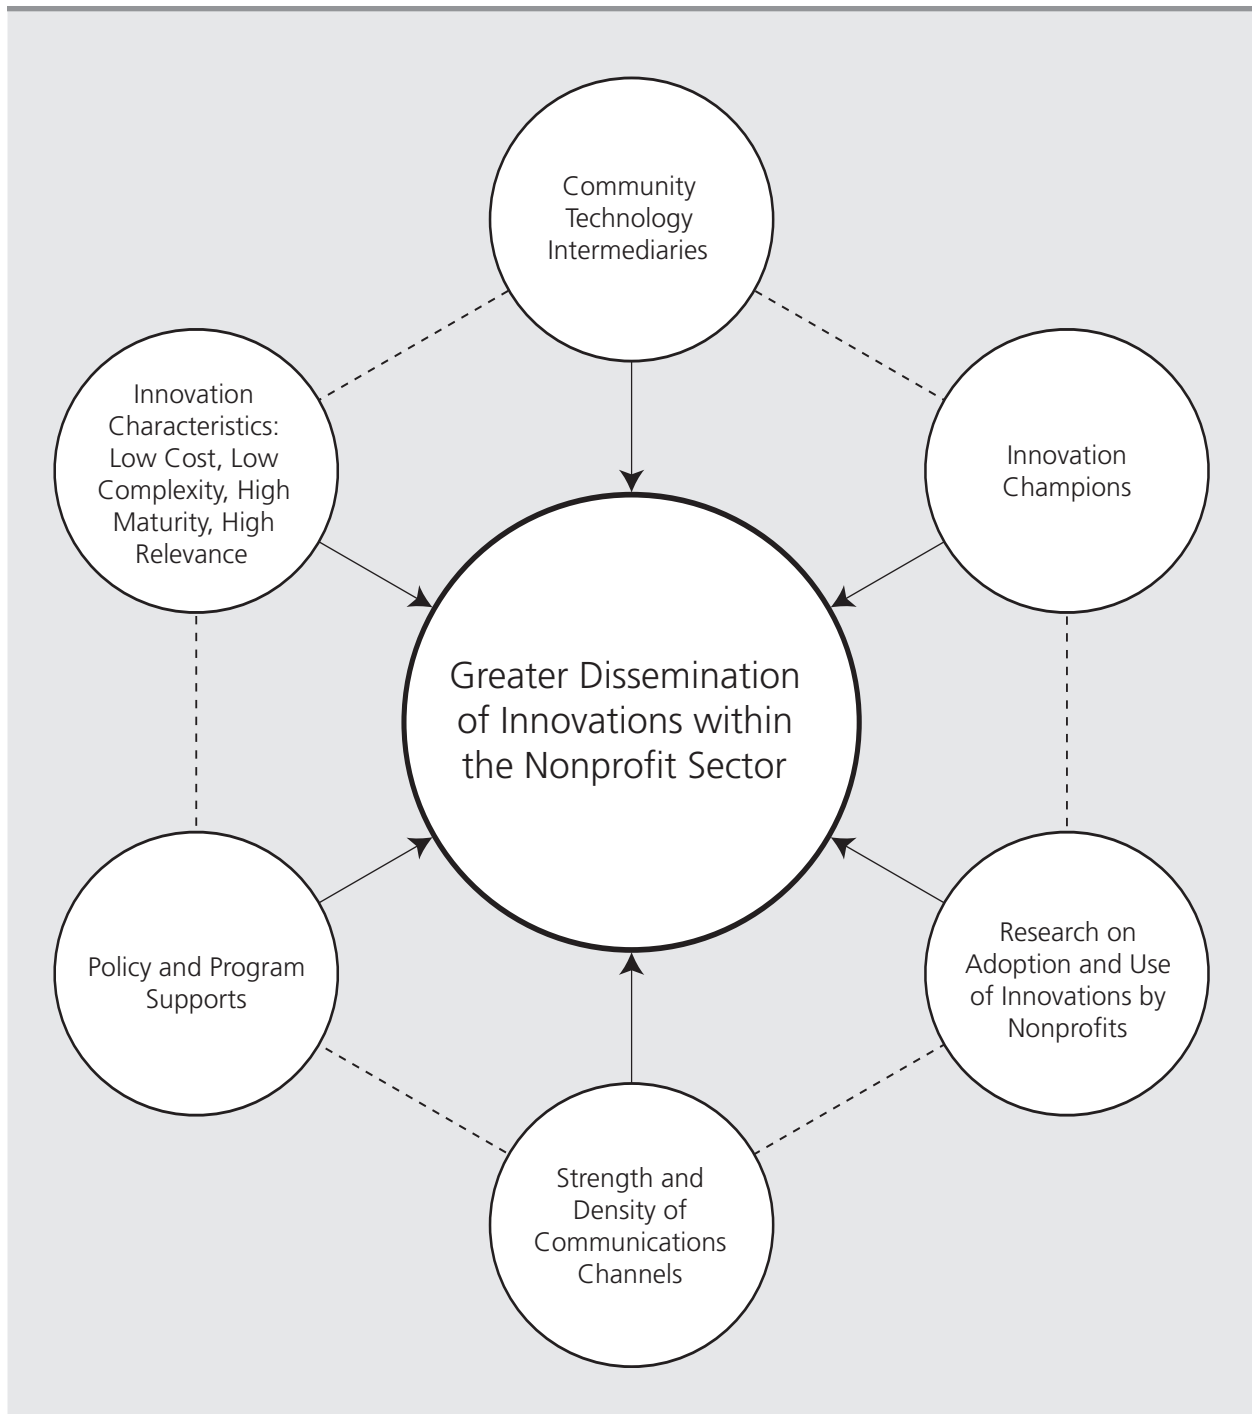 Community
Technology
Intermediaries
Innovation
Characteristics:
Low Cost, Low
Complexity, High
Maturity, High
Relevance
Innovation
Champions
Greater Dissemination
of Innovations within
the Nonprofit Sector
Policy and Program
Supports
Research on
Adoption and Use
of Innovations by
Nonprofits
Strength and
Density of
Communications
Channels